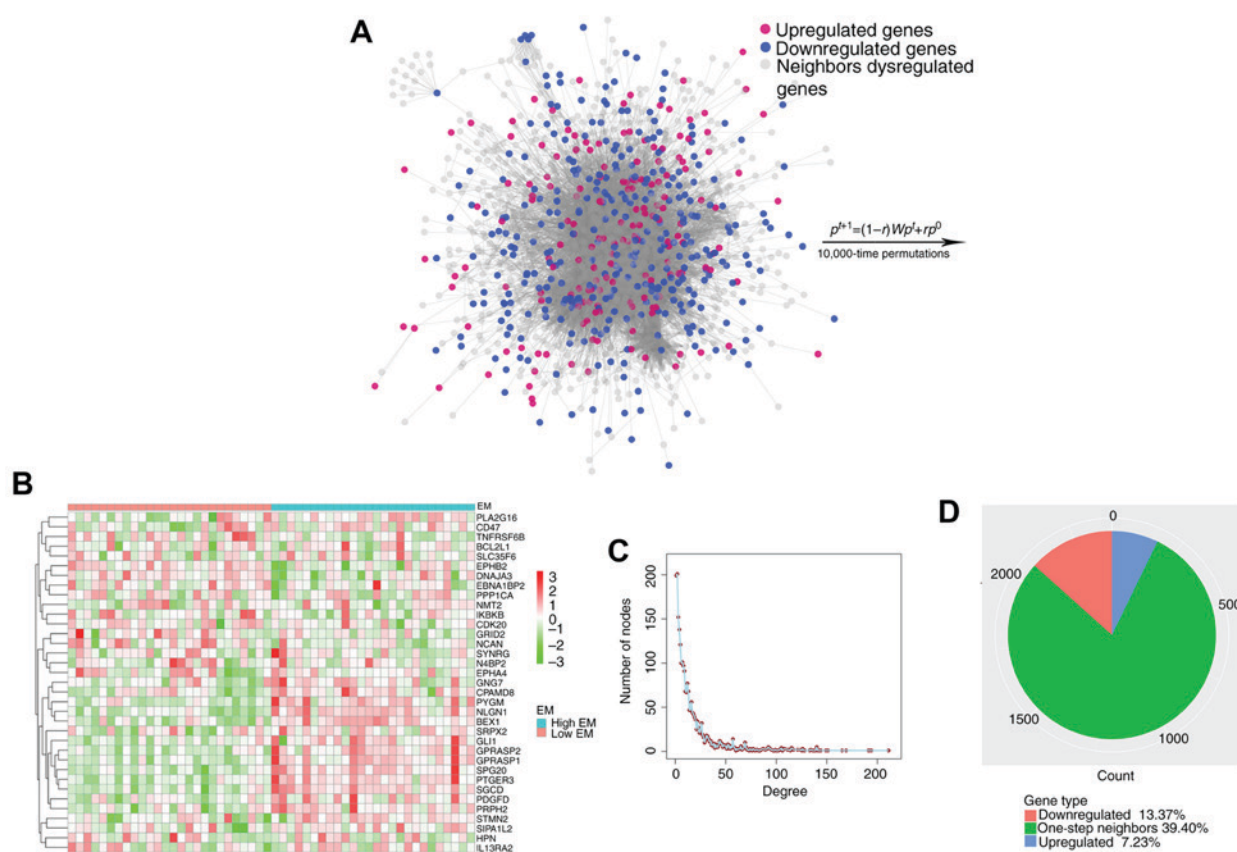 A
Upregulated genes
Downregulated genes
Neighbors dysregulated
genes
p^{t+1}=(1−r)Wp^t+rp^0
10,000-time permutations
B
EM
PLA2G16
CD47
TNFRSF6B
BCL2L1
SLC35F6
EPHB2
DNAJA3
EBNA1BP2
PPP1CA
NMT2
IKBKB
CDK20
GRID2
NCAN
SYNRG
N4BP2
EPHA4
GNG7
CPAMD8
PYGM
NLGN1
BEX1
SRPX2
GLI1
GPRASP2
GPRASP1
SPG20
PTGER3
SGCD
PDGFD
PRPH2
STMN2
SIPA1L2
HPN
IL13RA2
3
2
1
0
−1
−2
−3
EM
High EM
Low EM
C
Number of nodes
200
150
100
50
0
0 50 100 150 200
Degree
D
0
500
1000
1500
2000
Count
Gene type
Downregulated 13.37%
One-step neighbors 39.40%
Upregulated 7.23%